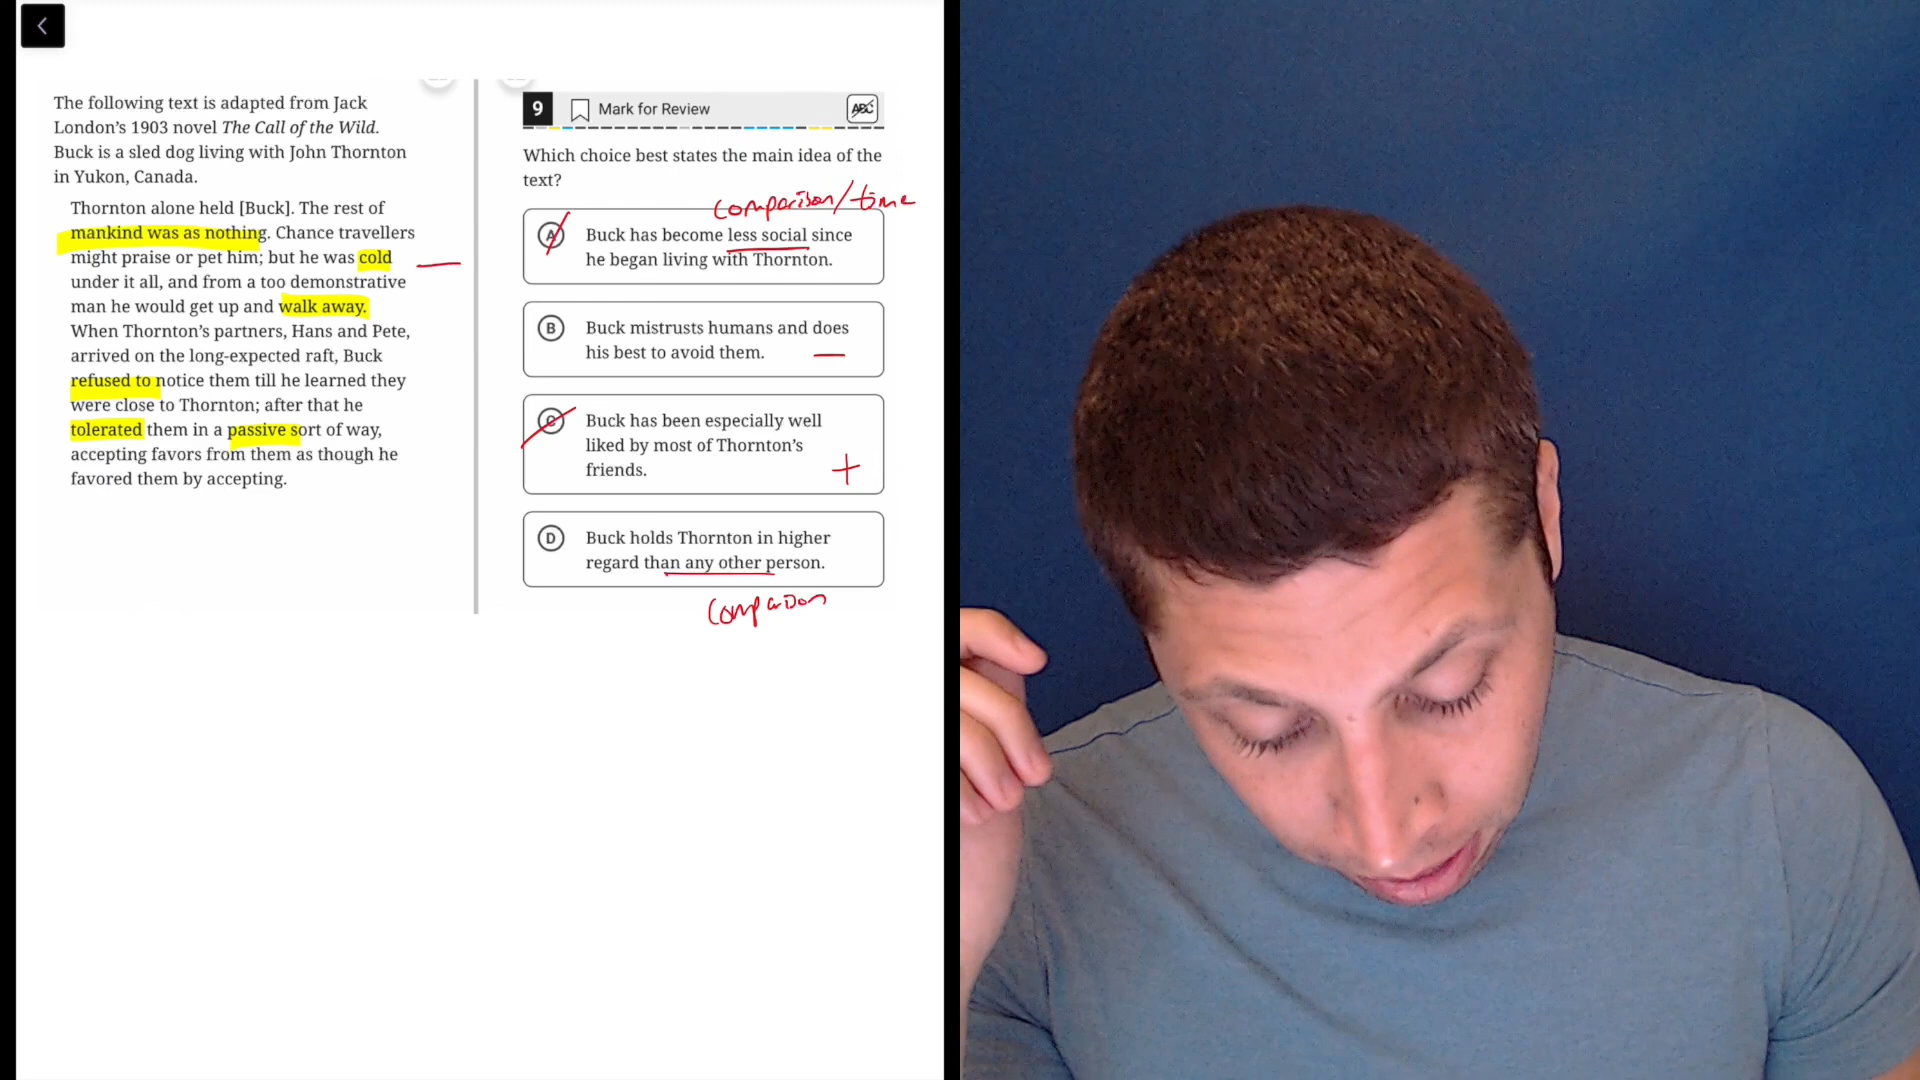 The following text is adapted from Jack
London's 1903 novel The Call of the Wild.
Buck is a sled dog living with John Thornton
in Yukon, Canada.
Thornton alone held [Buck]. The rest of
mankind was as nothing. Chance travellers
might praise or pet him; but he was cold
under it all, and from a too demonstrative
man he would get up and walk away.
When Thornton's partners, Hans and Pete,
arrived on the long-expected raft, Buck
refused to notice them till he learned they
were close to Thornton; after that he
tolerated them in a passive sort of way,
accepting favors from them as though he
favored them by accepting.
9 Mark for Review ABC
Which choice best states the main idea of the
text?
comparison/time
A Buck has become less social since
he began living with Thornton.
B Buck mistrusts humans and does
his best to avoid them.
C Buck has been especially well
liked by most of Thornton's
friends.
+
D Buck holds Thornton in higher
regard than any other person.
comparison